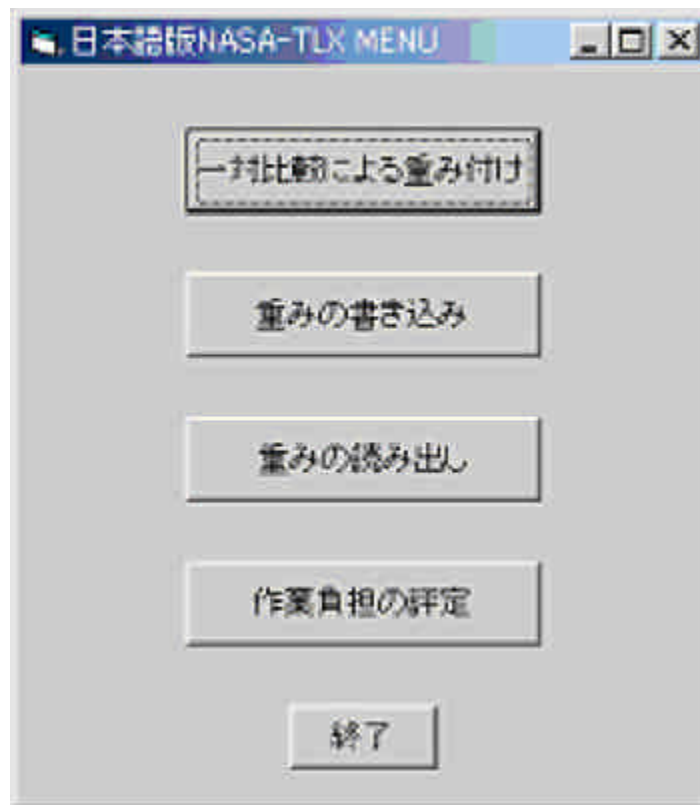 日本語版NASA-TLX MENU
一対比較による重み付け
重みの書き込み
重みの読み出し
作業負担の評定
終了